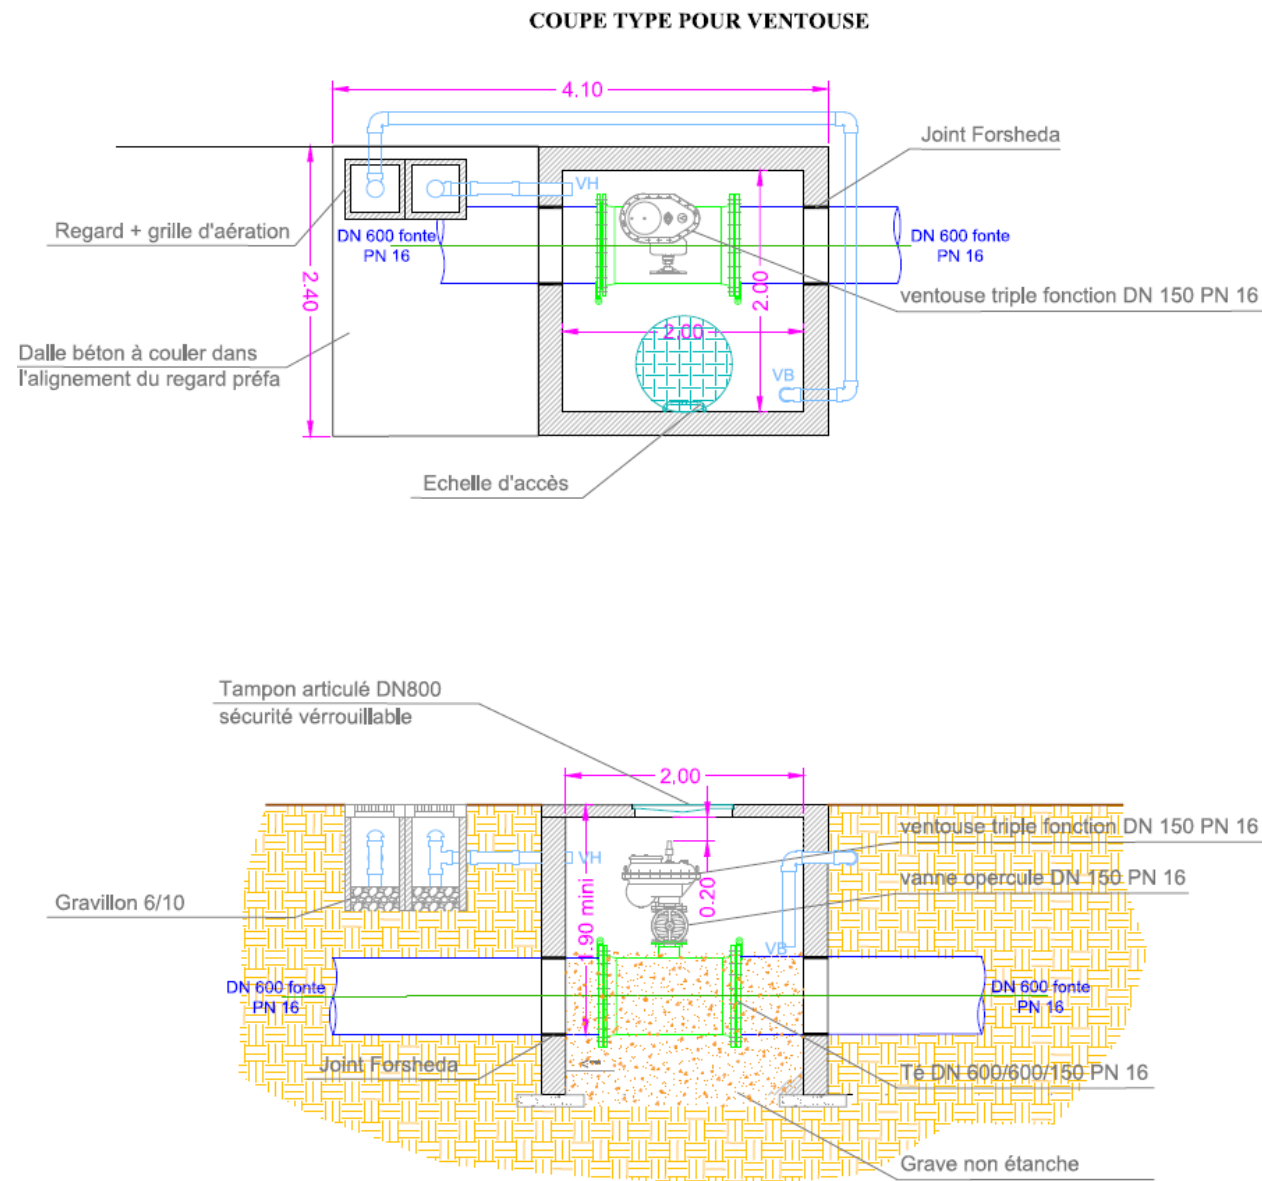 COUPE TYPE POUR VENTOUSE
4.10
Joint Forsheda
VH
Regard + grille d'aération
DN 600 fonte
PN 16
DN 600 fonte
PN 16
2.40
2.00
ventouse triple fonction DN 150 PN 16
2.00
Dalle béton à couler dans
l'alignement du regard préfa
VB
Echelle d'accès
Tampon articulé DN800
sécurité vérrouillable
2.00
ventouse triple fonction DN 150 PN 16
VH
vanne opercule DN 150 PN 16
0.20
Gravillon 6/10
.90 mini
VB
DN 600 fonte
PN 16
DN 600 fonte
PN 16
Joint Forsheda
Té DN 600/600/150 PN 16
Grave non étanche